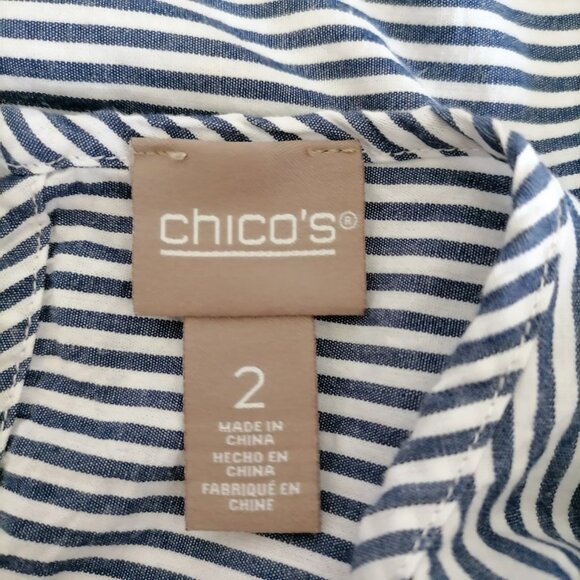 chico's®
2
MADE IN
CHINA
HECHO EN
CHINA
FABRIQUÉ EN
CHINE